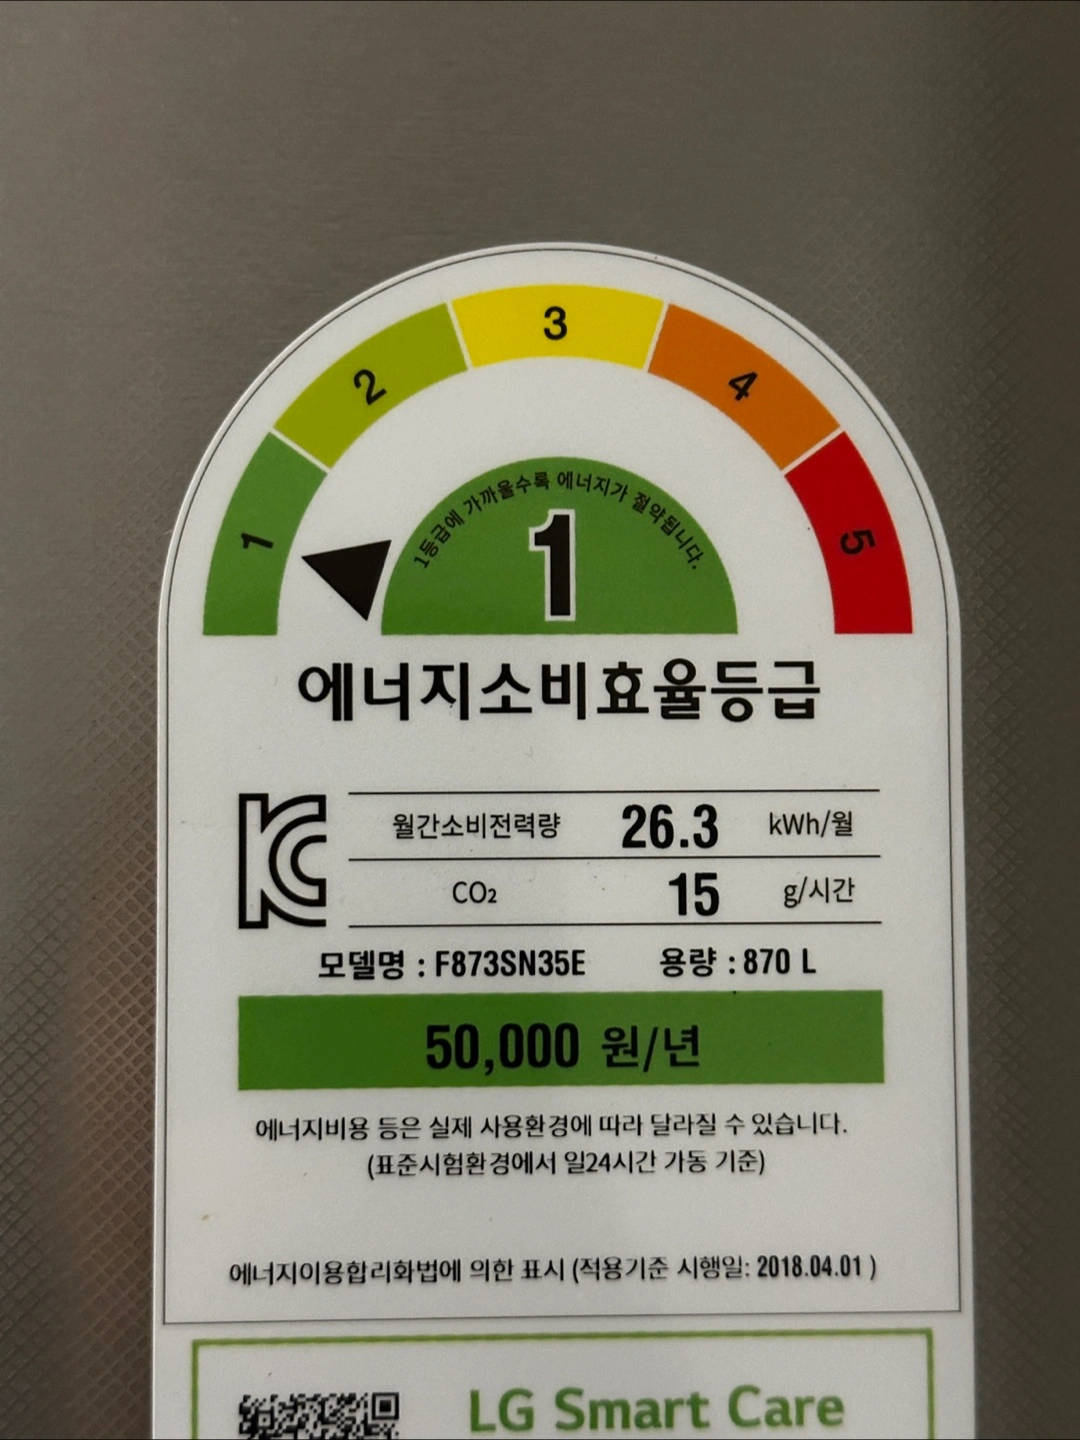 1 2 3 4 5
1등급에 가까울수록 에너지가 절약됩니다.
1
에너지소비효율등급
월간소비전력량 26.3 kWh/월
CO₂ 15 g/시간
모델명 : F873SN35E 용량 : 870 L
50,000 원/년
에너지비용 등은 실제 사용환경에 따라 달라질 수 있습니다.
(표준시험환경에서 일24시간 가동 기준)
에너지이용합리화법에 의한 표시 (적용기준 시행일: 2018.04.01 )
LG Smart Care